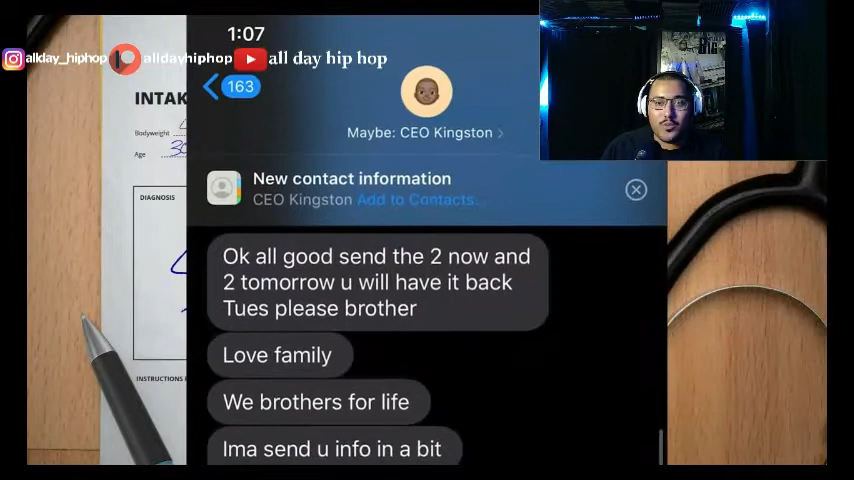 1:07
allday_hiphop alldayhiphop all day hip hop
163
INTAK
Maybe: CEO Kingston
Bodyweight
Age 30
New contact information
CEO Kingston Add to Contacts...
DIAGNOSIS
Ok all good send the 2 now and
2 tomorrow u will have it back
Tues please brother
Love family
We brothers for life
INSTRUCTIONS
Ima send u info in a bit